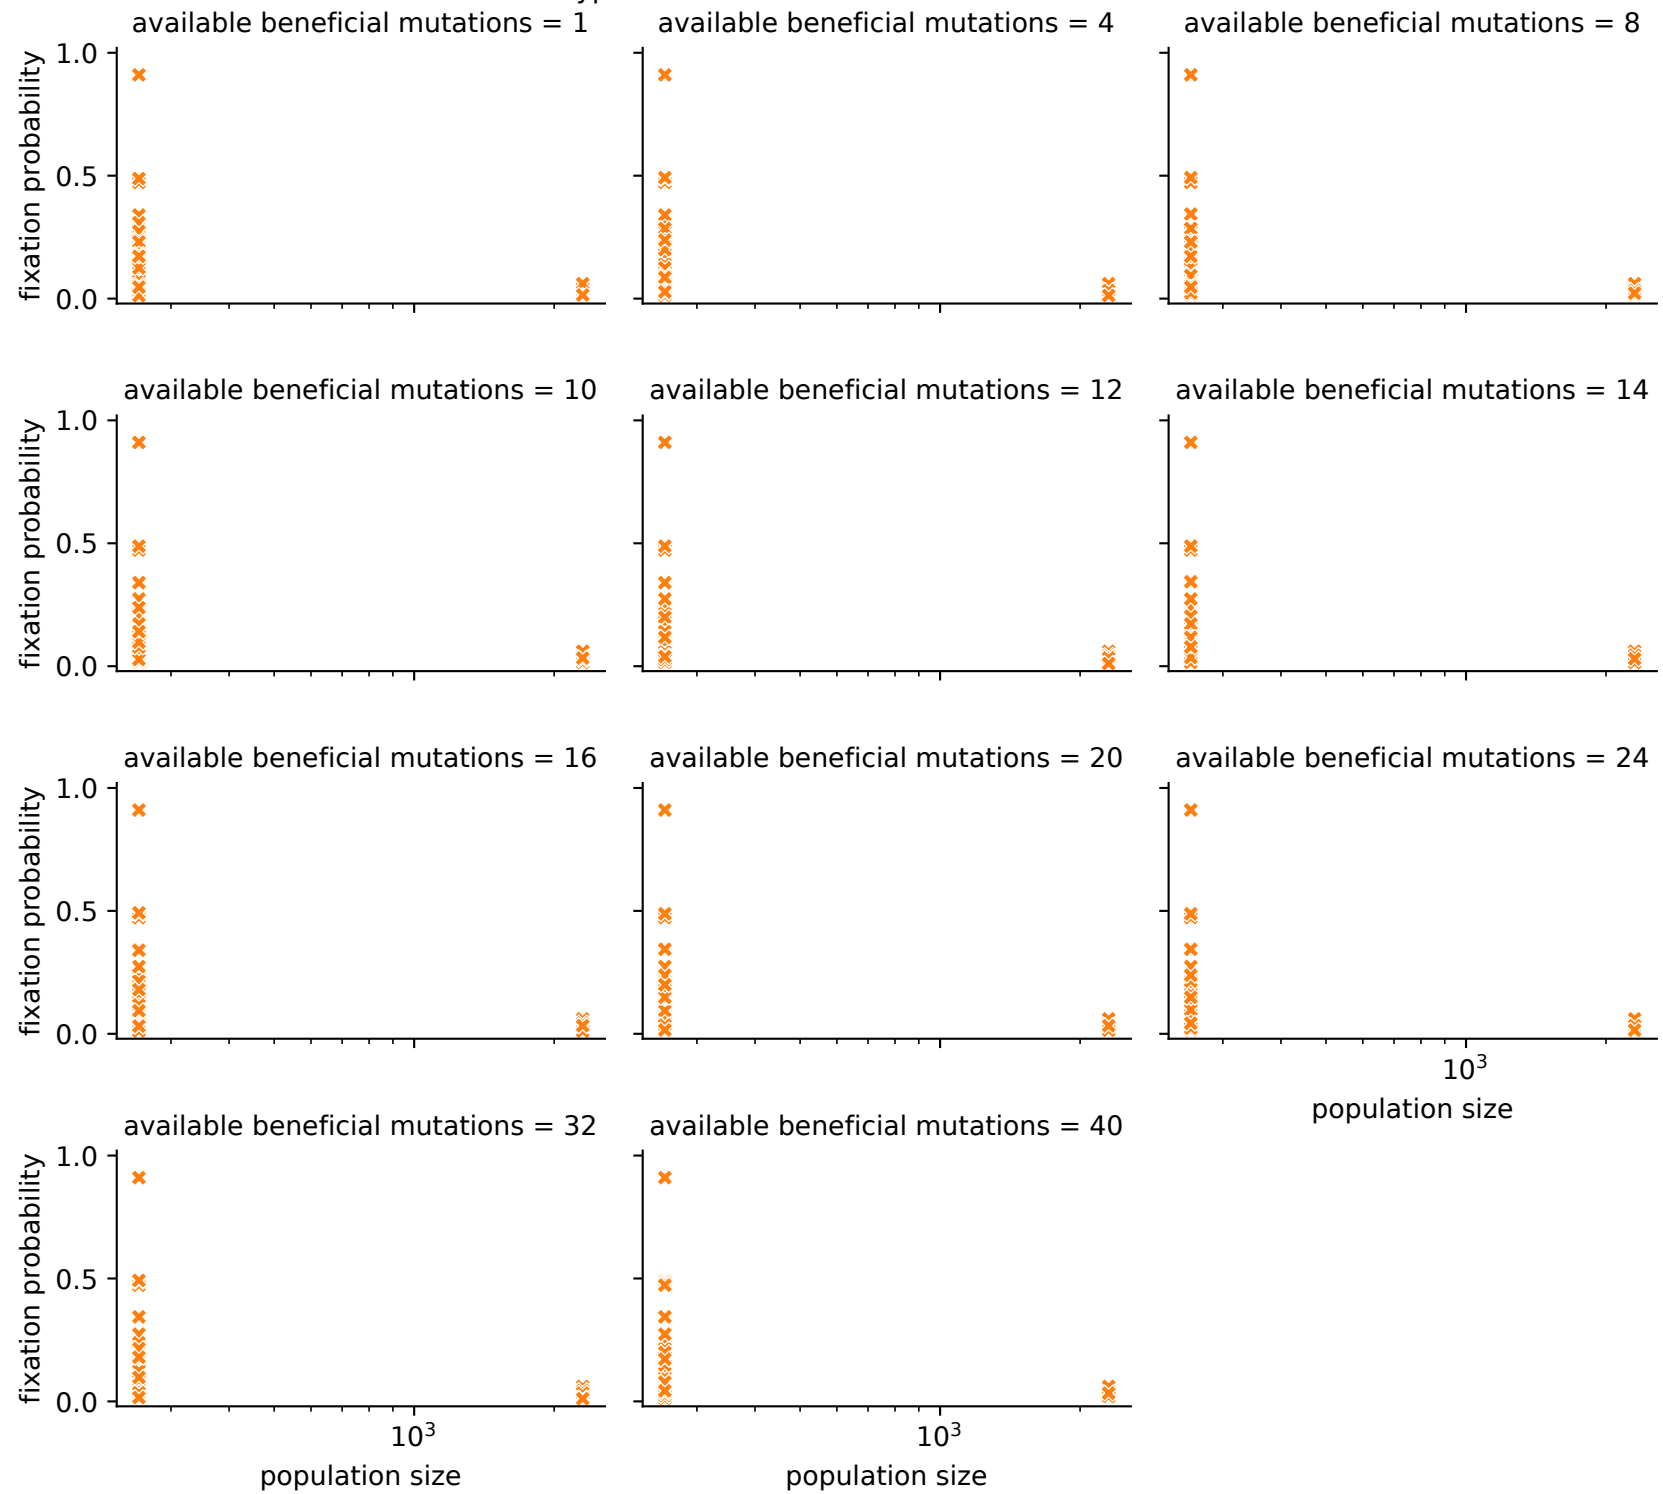 available beneficial mutations = 1
available beneficial mutations = 4
available beneficial mutations = 8
fixation probability
1.0
0.5
0.0
available beneficial mutations = 10
available beneficial mutations = 12
available beneficial mutations = 14
fixation probability
1.0
0.5
0.0
available beneficial mutations = 16
available beneficial mutations = 20
available beneficial mutations = 24
fixation probability
1.0
0.5
0.0
10³
population size
available beneficial mutations = 32
available beneficial mutations = 40
fixation probability
1.0
0.5
0.0
10³
10³
population size
population size